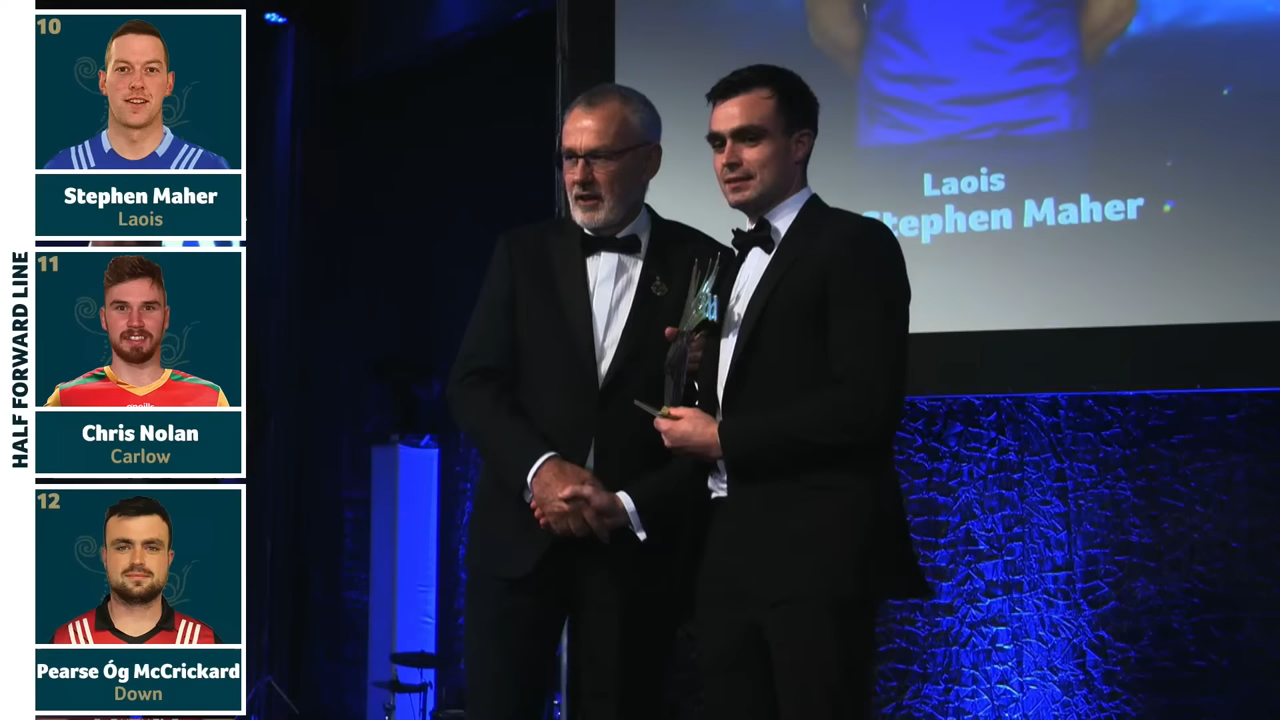 HALF FORWARD LINE
10
Stephen Maher
Laois
11
Chris Nolan
Carlow
12
Pearse Óg McCrickard
Down
Laois
Stephen Maher